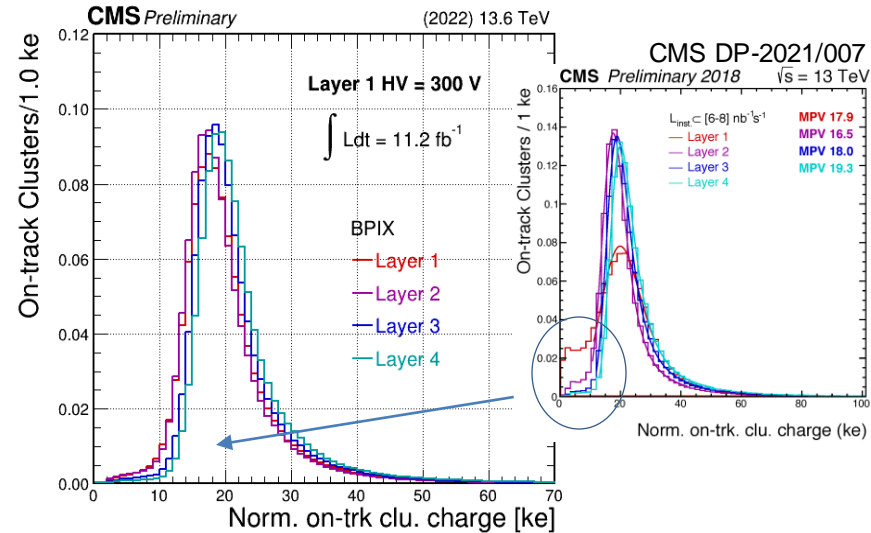 CMS Preliminary (2022) 13.6 TeV
On-track Clusters/1.0 ke
0.12
0.10
0.08
0.06
0.04
0.02
0.00
Layer 1 HV = 300 V
∫ Ldt = 11.2 fb⁻¹
BPIX
Layer 1
Layer 2
Layer 3
Layer 4
0 10 20 30 40 50 60 70
Norm. on-trk clu. charge [ke]
CMS DP-2021/007
CMS Preliminary 2018 √s = 13 TeV
On-track Clusters / 1 ke
0.16
0.14
0.12
0.1
0.08
0.06
0.04
0.02
0
L_inst. ⊂ [6-8] nb⁻¹s⁻¹ MPV 17.9
Layer 1 MPV 16.5
Layer 2 MPV 18.0
Layer 3 MPV 19.3
Layer 4
0 20 40 60 80 100
Norm. on-trk. clu. charge (ke)